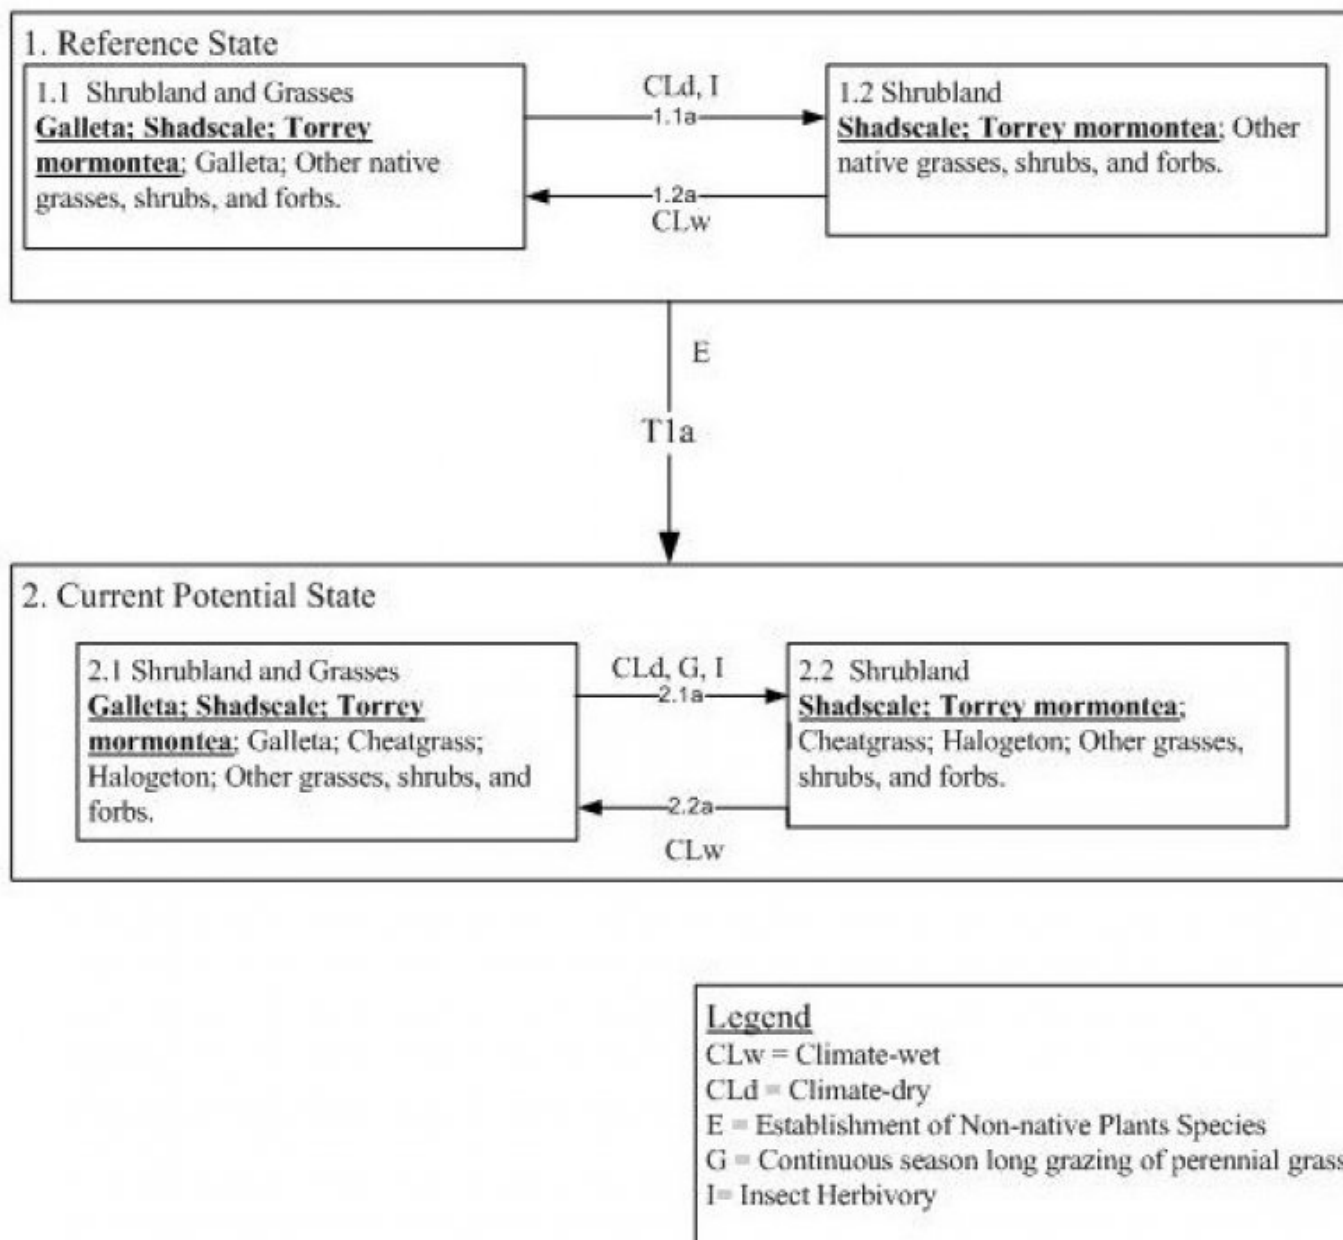 1. Reference State
1.1 Shrubland and Grasses
Galleta; Shadscale; Torrey
mormontea; Galleta; Other native
grasses, shrubs, and forbs.
CLd, I
1.1a
1.2a
CLw
1.2 Shrubland
Shadscale; Torrey mormontea; Other
native grasses, shrubs, and forbs.
E
T1a
2. Current Potential State
2.1 Shrubland and Grasses
Galleta; Shadscale; Torrey
mormontea; Galleta; Cheatgrass;
Halogeton; Other grasses, shrubs, and
forbs.
CLd, G, I
2.1a
2.2a
CLw
2.2 Shrubland
Shadscale; Torrey mormontea;
Cheatgrass; Halogeton; Other grasses,
shrubs, and forbs.
Legend
CLw = Climate-wet
CLd = Climate-dry
E = Establishment of Non-native Plants Species
G = Continuous season long grazing of perennial grass
I= Insect Herbivory